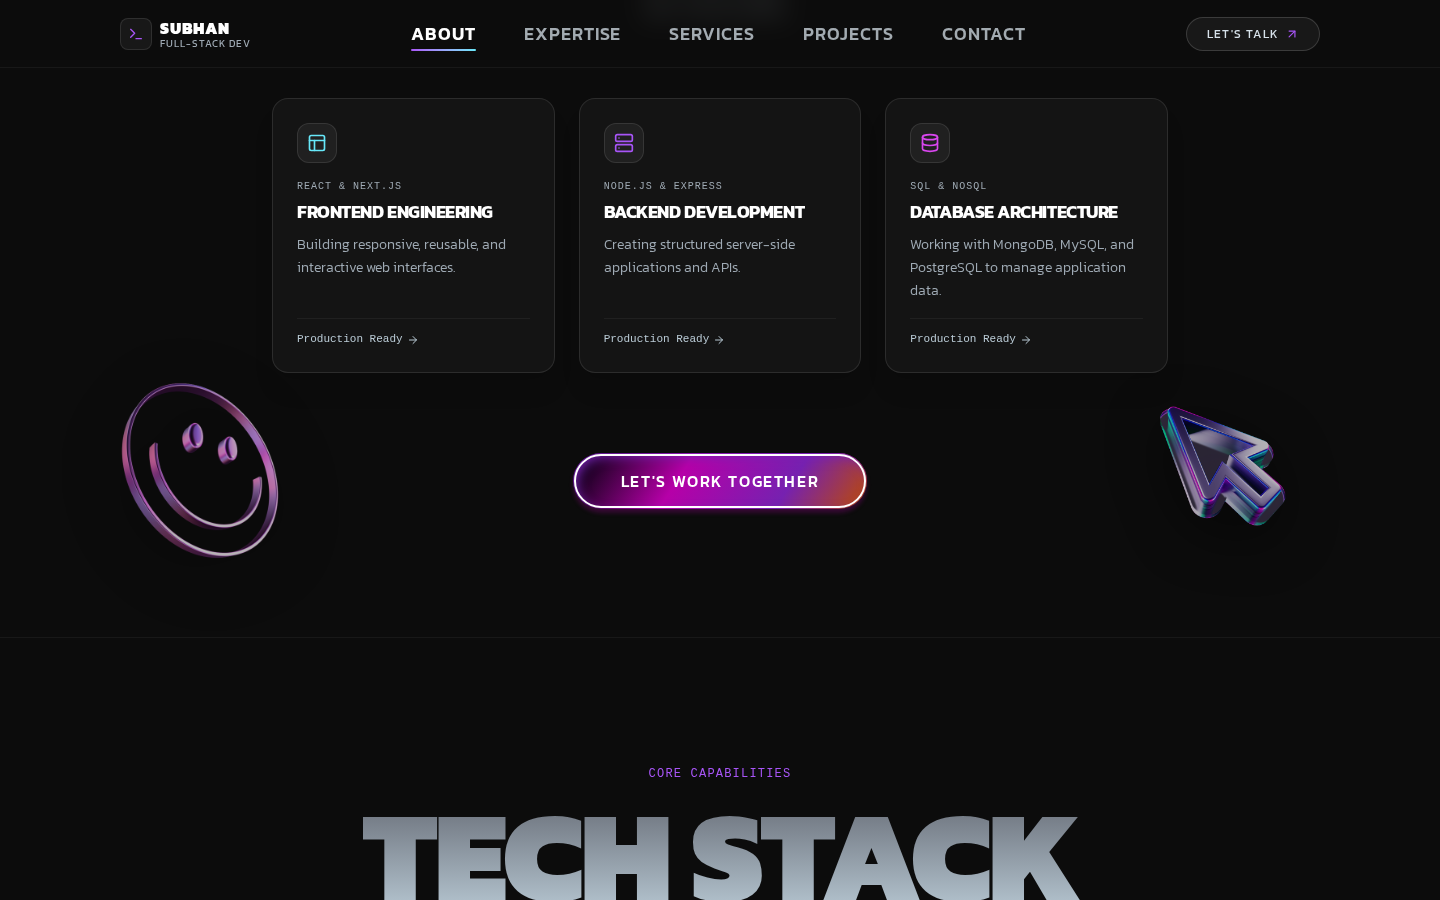 SUBHAN
FULL-STACK DEV
ABOUT
EXPERTISE
SERVICES
PROJECTS
CONTACT
LET'S TALK
REACT & NEXT.JS
FRONTEND ENGINEERING
Building responsive, reusable, and
interactive web interfaces.
Production Ready →
NODE.JS & EXPRESS
BACKEND DEVELOPMENT
Creating structured server-side
applications and APIs.
Production Ready →
SQL & NOSQL
DATABASE ARCHITECTURE
Working with MongoDB, MySQL, and
PostgreSQL to manage application
data.
Production Ready →
LET'S WORK TOGETHER
CORE CAPABILITIES
TECH STACK